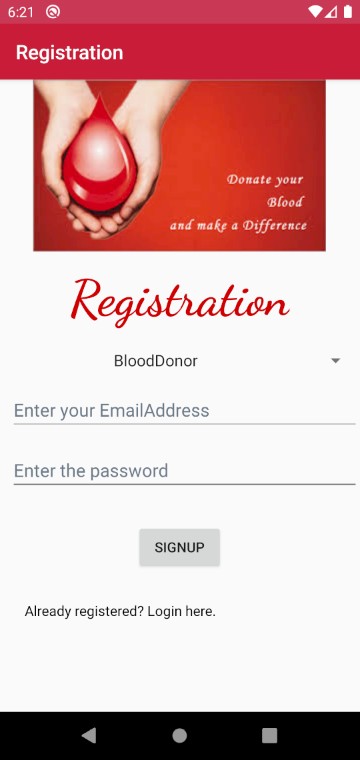 6:21
Registration
Donate your
Blood
and make a Difference
Registration
BloodDonor
Enter your EmailAddress
Enter the password
SIGNUP
Already registered? Login here.